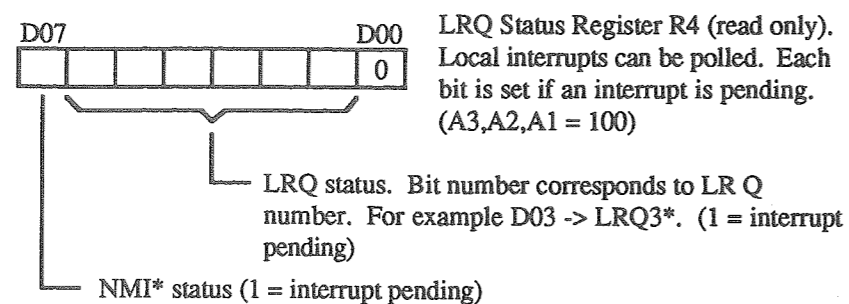 D07 D00
0
LRQ Status Register R4 (read only).
Local interrupts can be polled. Each
bit is set if an interrupt is pending.
(A3,A2,A1 = 100)
LRQ status. Bit number corresponds to LR Q
number. For example D03 -> LRQ3*. (1 = interrupt
pending)
NMI* status (1 = interrupt pending)